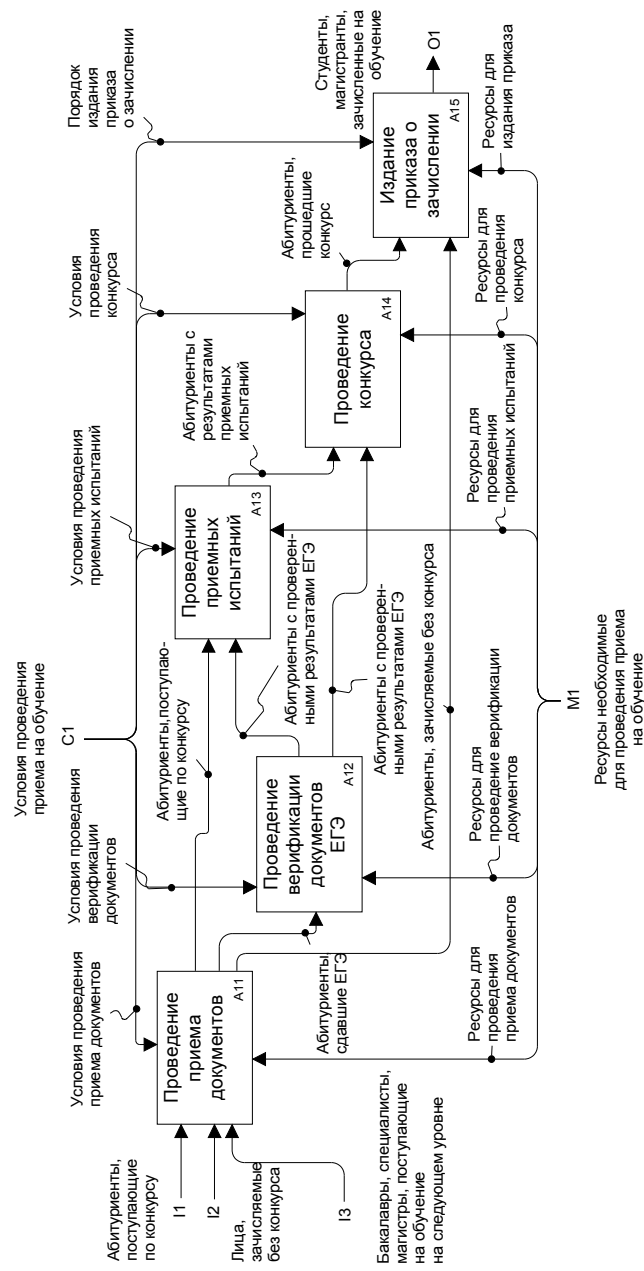 Условия проведения
приема на обучение
C1
Условия проведения
приема документов
Условия проведения
верификации
документов
Условия проведения
приемных испытаний
Условия
проведения
конкурса
Порядок
издания
приказа
о зачислении
Абитуриенты,
поступающие
по конкурсу
I1
I2
Лица,
зачисляемые
без конкурса
I3
Бакалавры, специалисты,
магистры, поступающие
на обучение
на следующем уровне
Проведение
приема
документов
A11
Абитуриенты,поступаю-
щие по конкурсу
Абитуриенты,
сдавшие ЕГЭ
Проведение
верификации
документов
ЕГЭ
A12
Абитуриенты с проверен-
ными результатами ЕГЭ
Абитуриенты с проверен-
ными результатами ЕГЭ
Абитуриенты, зачисляемые без конкурса
Проведение
приемных
испытаний
A13
Абитуриенты с
результатами
приемных
испытаний
Проведение
конкурса
A14
Абитуриенты,
прошедшие
конкурс
Издание
приказа о
зачислении
A15
Студенты,
магистранты,
зачисленные на
обучение
O1
Ресурсы для
проведения
приема документов
Ресурсы для
проведение верификации
документов
Ресурсы для
проведения
приемных испытаний
Ресурсы для
проведения
конкурса
Ресурсы для
издания приказа
M1
Ресурсы необходимые
для проведения приема
на обучение